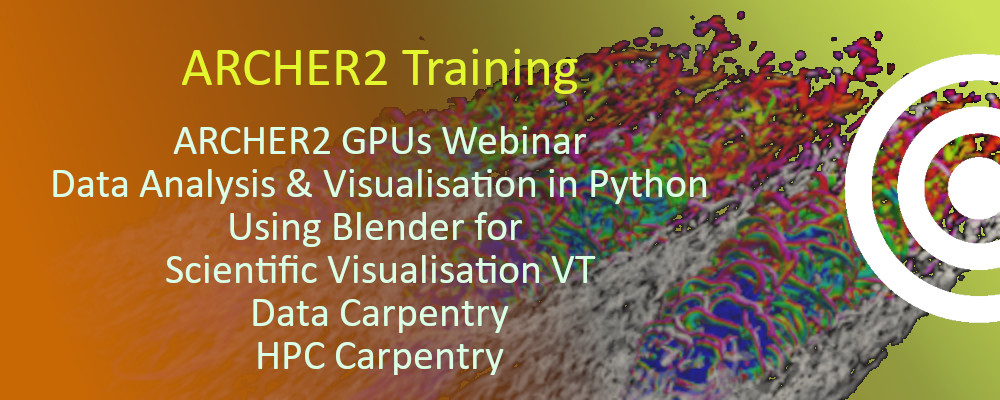 ARCHER2 Training
ARCHER2 GPUs Webinar
Data Analysis & Visualisation in Python
Using Blender for
Scientific Visualisation VT
Data Carpentry
HPC Carpentry